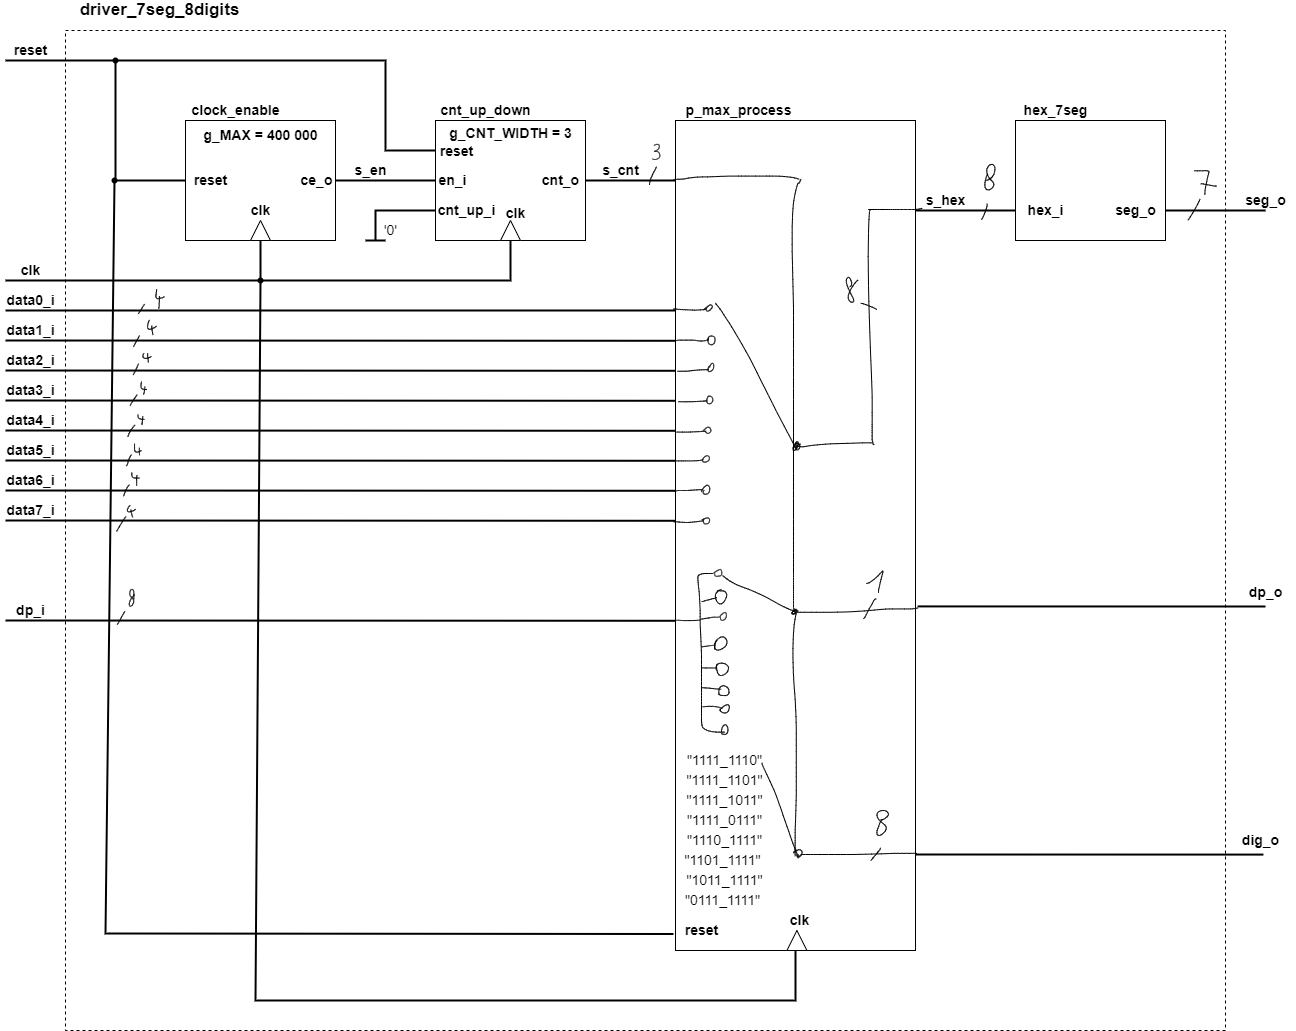 driver_7seg_8digits
reset
clock_enable
g_MAX = 400 000
reset
ce_o
clk
s_en
cnt_up_down
g_CNT_WIDTH = 3
reset
en_i
cnt_o
cnt_up_i
clk
'0'
s_cnt
3
p_max_process
s_hex
8
hex_7seg
hex_i
seg_o
7
seg_o
clk
data0_i
4
data1_i
4
data2_i
4
data3_i
4
data4_i
4
data5_i
4
data6_i
4
data7_i
4
8
dp_i
8
1
dp_o
"1111_1110"
"1111_1101"
"1111_1011"
"1111_0111"
"1110_1111"
"1101_1111"
"1011_1111"
"0111_1111"
8
dig_o
reset
clk